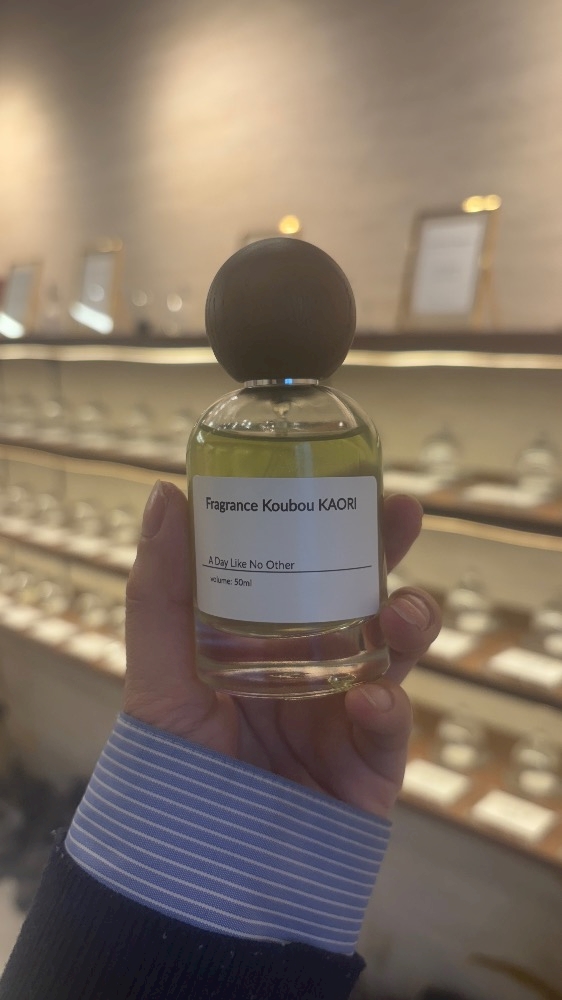 Fragrance Koubou KAORI
A Day Like No Other
volume: 50ml